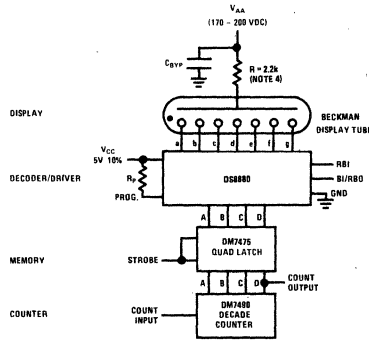 VAA
(170 - 200 VDC)
CBYP
R = 2.2k
(NOTE 4)
DISPLAY
BECKMAN
DISPLAY TUBE
a b c d e f g
VCC
5V 10%
RP
PROG.
DECODER/DRIVER
DS8880
RBI
BI/RBO
GND
A B C D
MEMORY
STROBE
DM7475
QUAD LATCH
A B C D
COUNT
OUTPUT
COUNTER
COUNT
INPUT
DM7490
DECADE
COUNTER